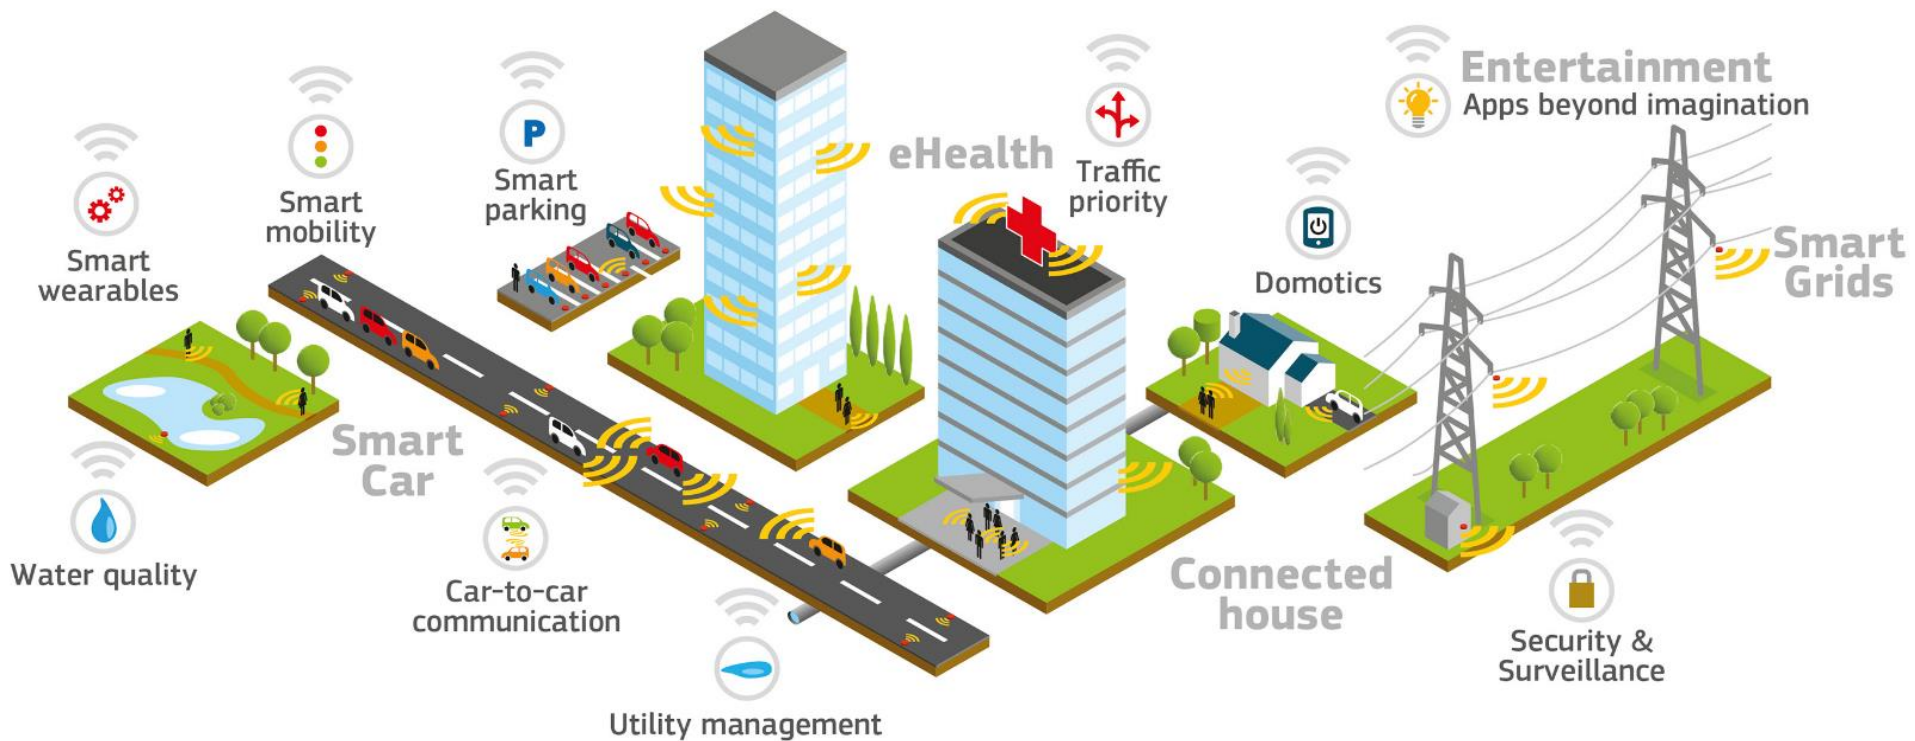 Entertainment
Apps beyond imagination
eHealth
Traffic
priority
Smart
parking
Smart
mobility
Smart
wearables
Domotics
Smart
Grids
Smart
Car
P
Water quality
Car-to-car
communication
Connected
house
Utility management
Security &
Surveillance